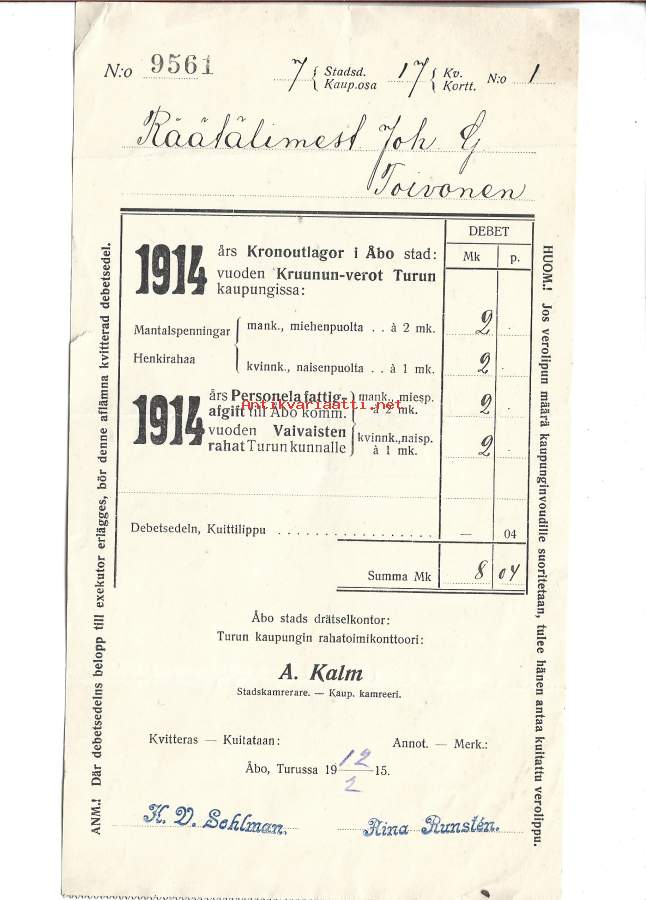 N:o 9561 7 { Stadsd. Kaup.osa 17 { Kv. Kortt. N:o 1
Räätälimest Joh G
Toivonen
DEBET
Mk p.
1914 års Kronoutlagor i Åbo stad:
vuoden Kruunun-verot Turun
kaupungissa:
Mantalspenningar mank., miehenpuolta . . à 2 mk. 2
Henkirahaa kvinnk., naisenpuolta . . à 1 mk. 2
1914 års Personela fattig- mank., miesp.
afgift till Åbo komm. à 2 mk. 2
vuoden Vaivaisten kvinnk., naisp.
rahat Turun kunnalle à 1 mk. 2
Antikvariaatti.net
Debetsedeln, Kuittilippu . . . . . . . . . . . . . . . . — 04
Summa Mk 8 04
Åbo stads drätselkontor:
Turun kaupungin rahatoimikonttoori:
A. Kalm
Stadskamrerare. — Kaup. kamreeri.
Kvitteras — Kuitataan: Annot. — Merk.:
Åbo, Turussa 19 12/2 15.
K. V. Sohlman. Aina Runstén.
ANM.! Där debetsedelns belopp till exekutor erlägges, bör denne aflämna kvitterad debetsedel.
HUOM.! Jos verolipun määrä kaupunginvoudille suoritetaan, tulee hänen antaa kuitattu verolippu.